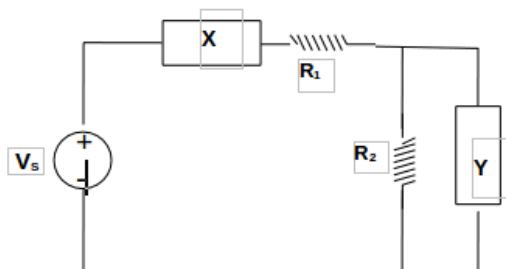 X
R₁
+
Vₛ
-
R₂
Y